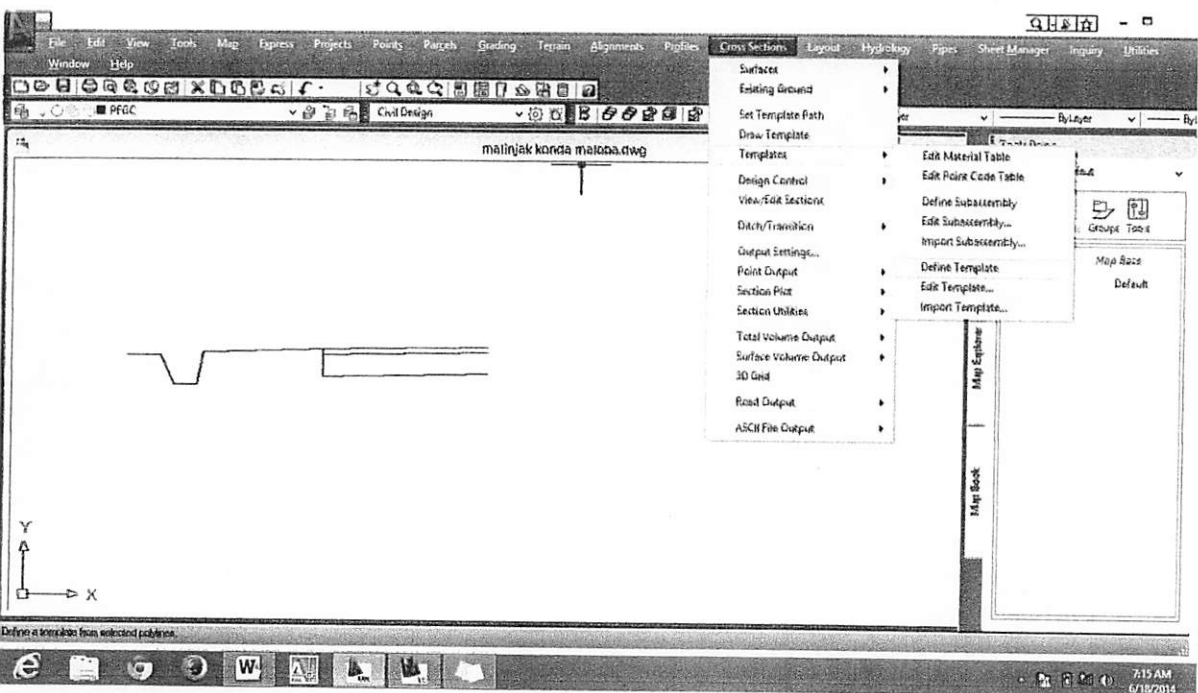 File Edit View Tools Map Express Projects Points Parcels Grading Terrain Alignments Profiles Cross Sections Layout Hydrology Pipes Sheet Manager Inquiry Utilities
Window Help
PFGC
Civil Design
ByLayer
malinjak konda maloba.dwg
Surfaces
Existing Ground
Set Template Path
Draw Template
Templates
Design Control
View/Edit Sections
Ditch/Transition
Output Settings...
Point Output
Section Plot
Section Utilities
Total Volume Output
Surface Volume Output
3D Grid
Road Output
ASCII File Output
Edit Material Table
Edit Point Code Table
Define Subassembly
Edit Subassembly...
Import Subassembly...
Define Template
Edit Template...
Import Template...
Groups Tools
Map Base
Default
Map Explorer
Map Book
Y
X
Define a template from selected polylines.
W
7:15 AM
6/18/2014